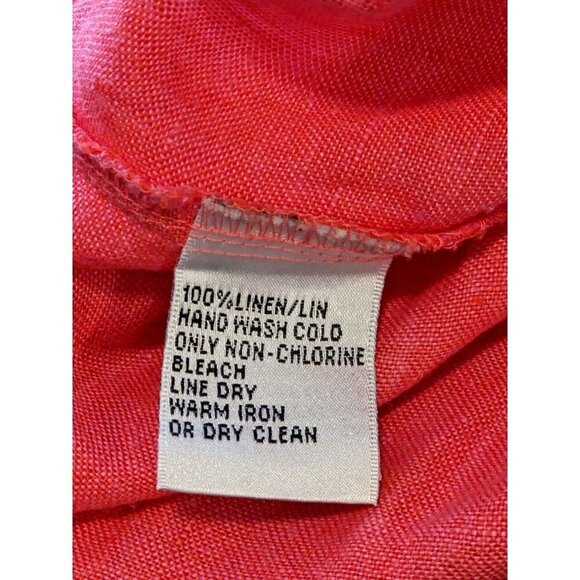 100%LINEN/LIN
HAND WASH COLD
ONLY NON-CHLORINE
BLEACH
LINE DRY
WARM IRON
OR DRY CLEAN